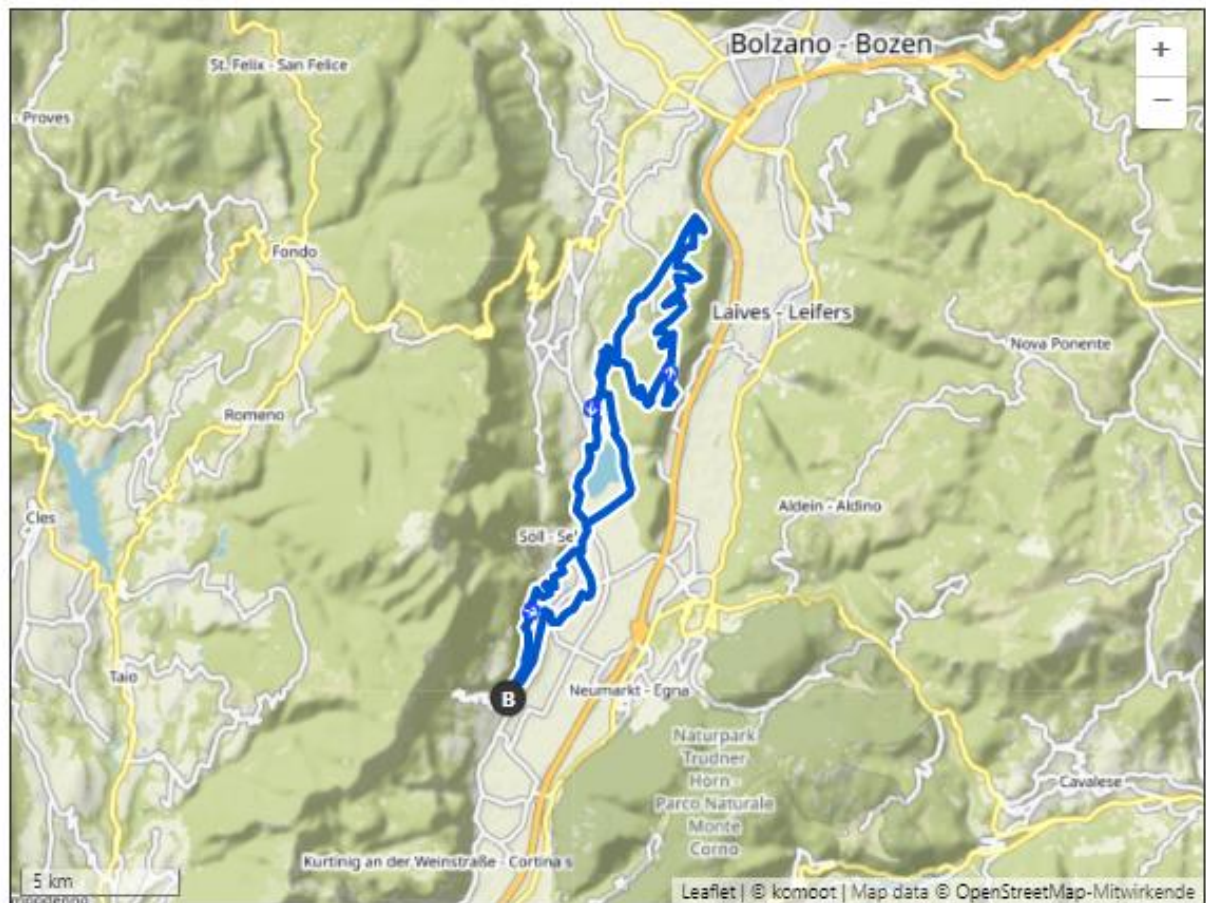 Bolzano - Bozen
+
St. Felix - San Felice
−
- Proves
Fondo
Laives - Leifers
Nova Ponente
Romeno
Aldein - Aldino
Cles
Söll - Se
B
Taio
Neumarkt - Egna
Naturpark
Trudner
Horn -
Parco Naturale
Monte
Corno
Cavalese
Kurtinig an der Weinstraße - Cortina s
5 km
Leaflet | © komoot | Map data © OpenStreetMap-Mitwirkende